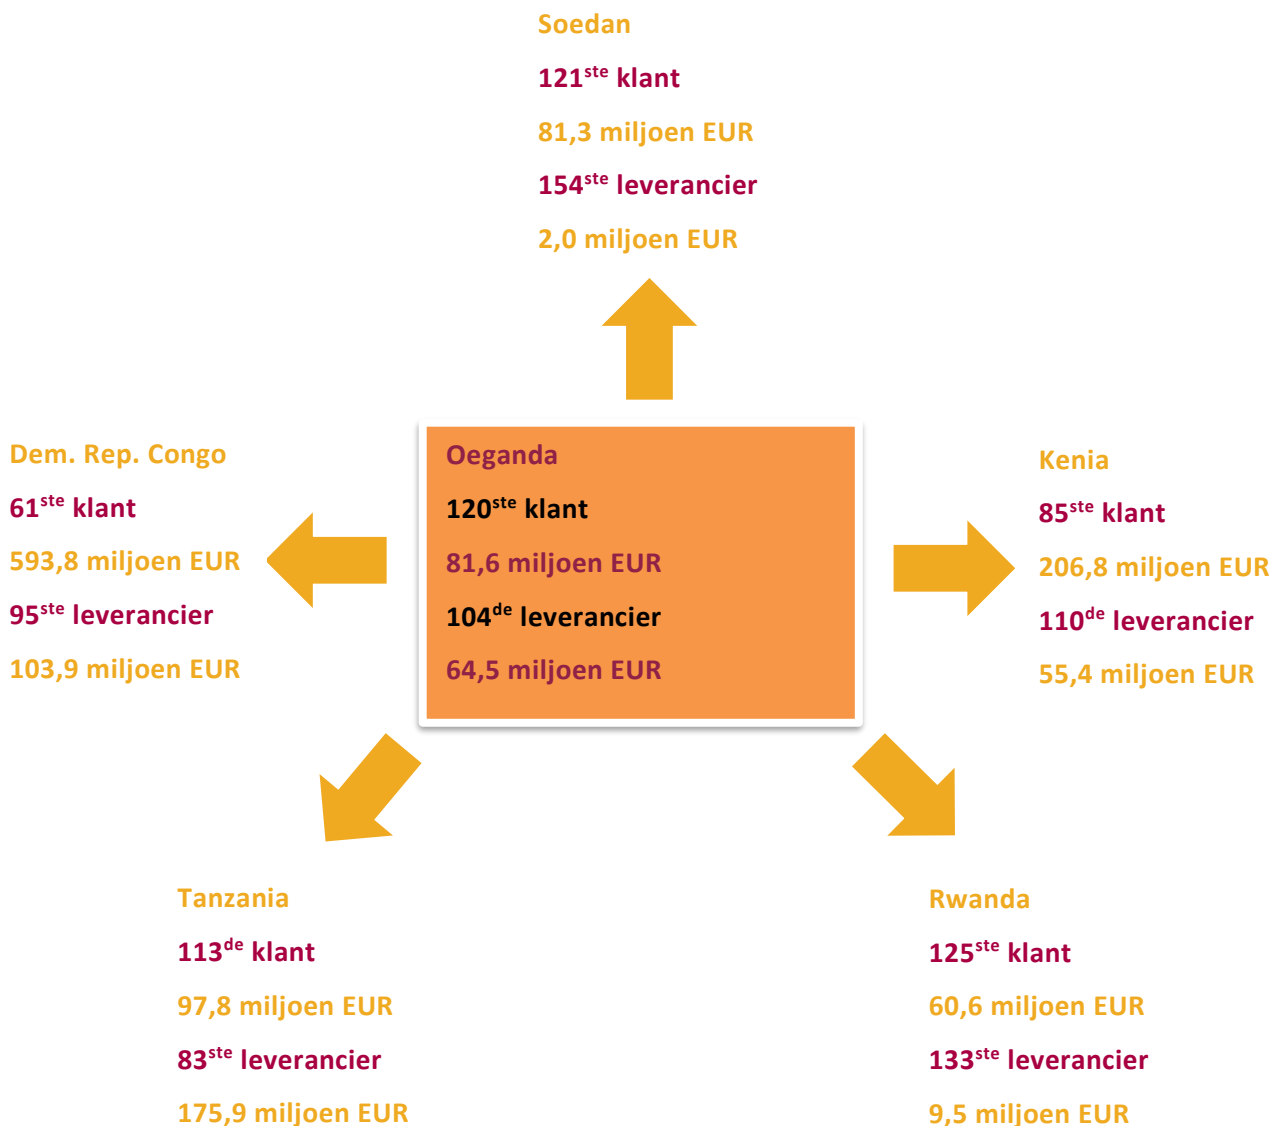 Soedan
121ste klant
81,3 miljoen EUR
154ste leverancier
2,0 miljoen EUR
Dem. Rep. Congo
61ste klant
593,8 miljoen EUR
95ste leverancier
103,9 miljoen EUR
Oeganda
120ste klant
81,6 miljoen EUR
104de leverancier
64,5 miljoen EUR
Kenia
85ste klant
206,8 miljoen EUR
110de leverancier
55,4 miljoen EUR
Tanzania
113de klant
97,8 miljoen EUR
83ste leverancier
175,9 miljoen EUR
Rwanda
125ste klant
60,6 miljoen EUR
133ste leverancier
9,5 miljoen EUR